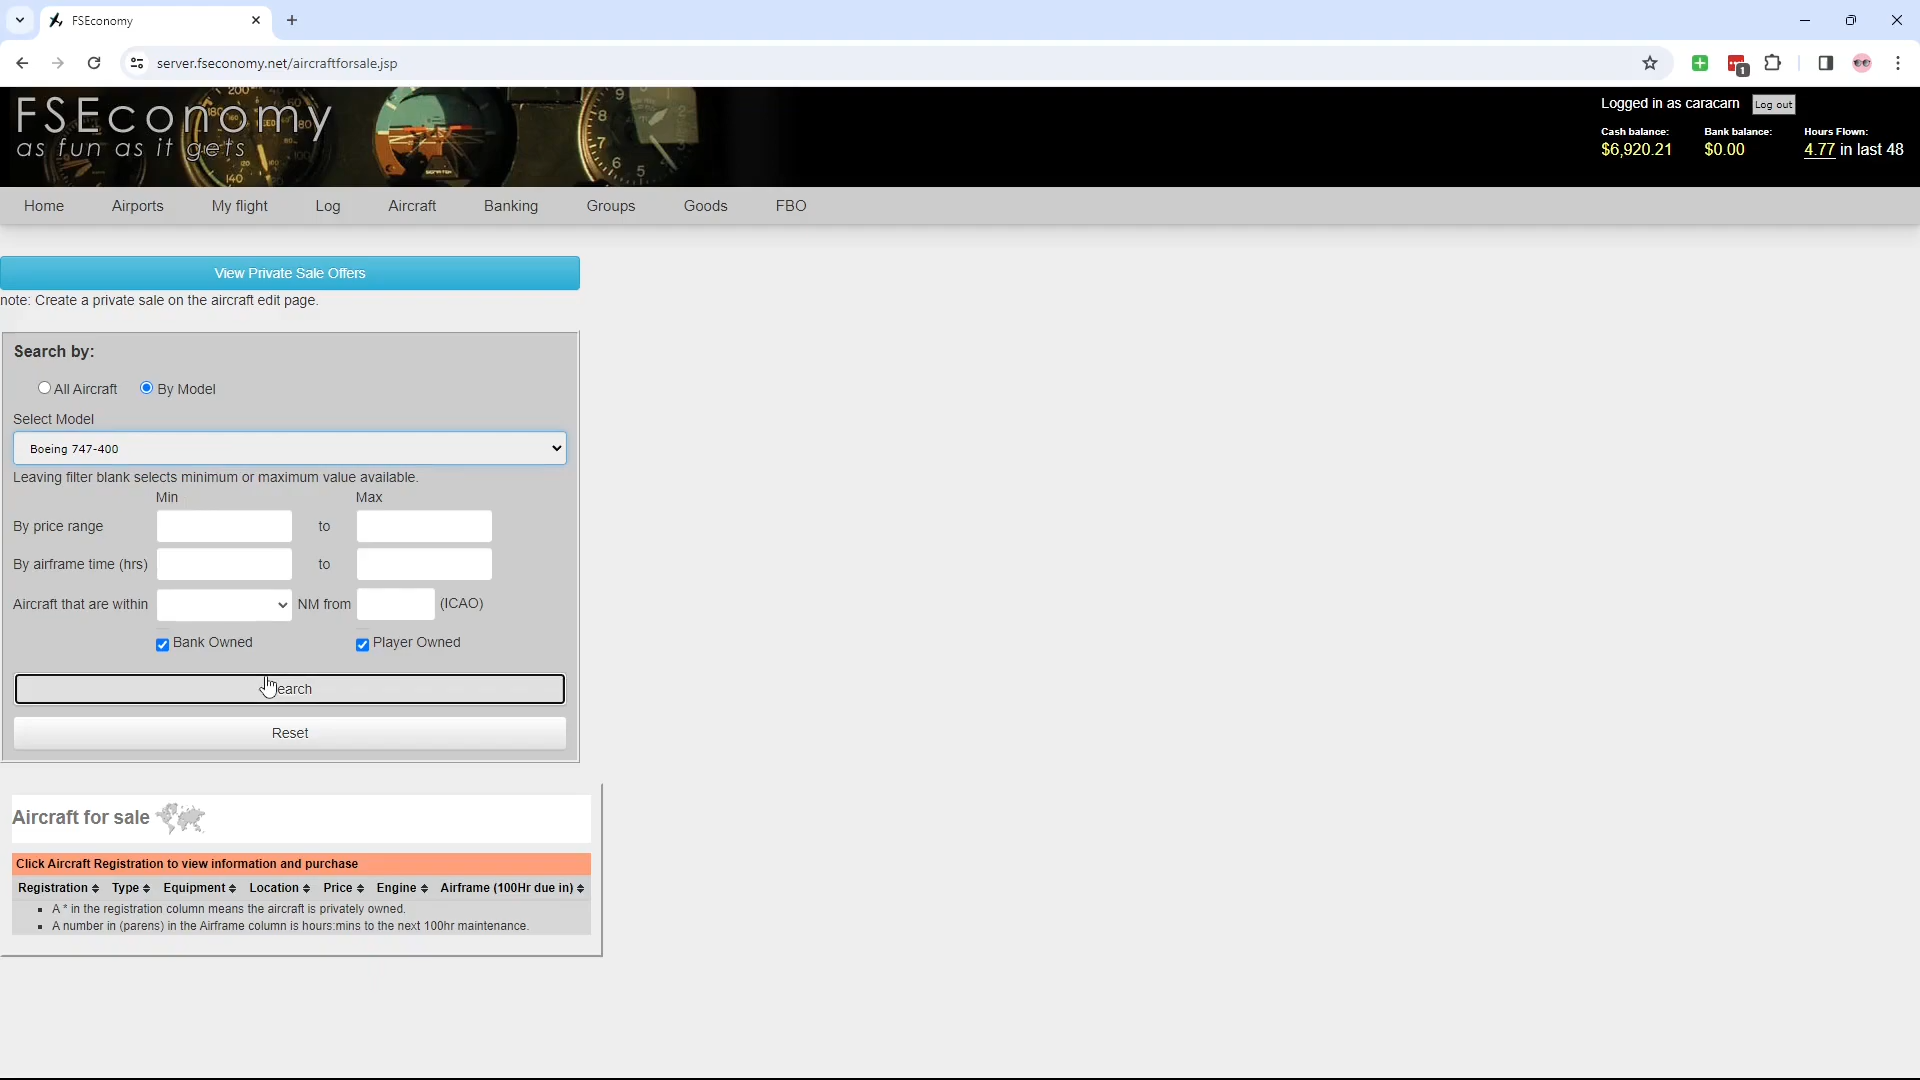 FSEconomy
server.fseconomy.net/aircraftforsale.jsp
1
FSEconomy
as fun as it gets
Logged in as caracarn Log out
Cash balance: Bank balance: Hours Flown:
$6,920.21 $0.00 4.77 in last 48
Home Airports My flight Log Aircraft Banking Groups Goods FBO
View Private Sale Offers
note: Create a private sale on the aircraft edit page.
Search by:
All Aircraft By Model
Select Model
Boeing 747-400
Leaving filter blank selects minimum or maximum value available.
Min Max
By price range to
By airframe time (hrs) to
Aircraft that are within NM from (ICAO)
Bank Owned Player Owned
earch
Reset
Aircraft for sale
Click Aircraft Registration to view information and purchase
Registration Type Equipment Location Price Engine Airframe (100Hr due in)
A * in the registration column means the aircraft is privately owned.
A number in (parens) in the Airframe column is hours:mins to the next 100hr maintenance.